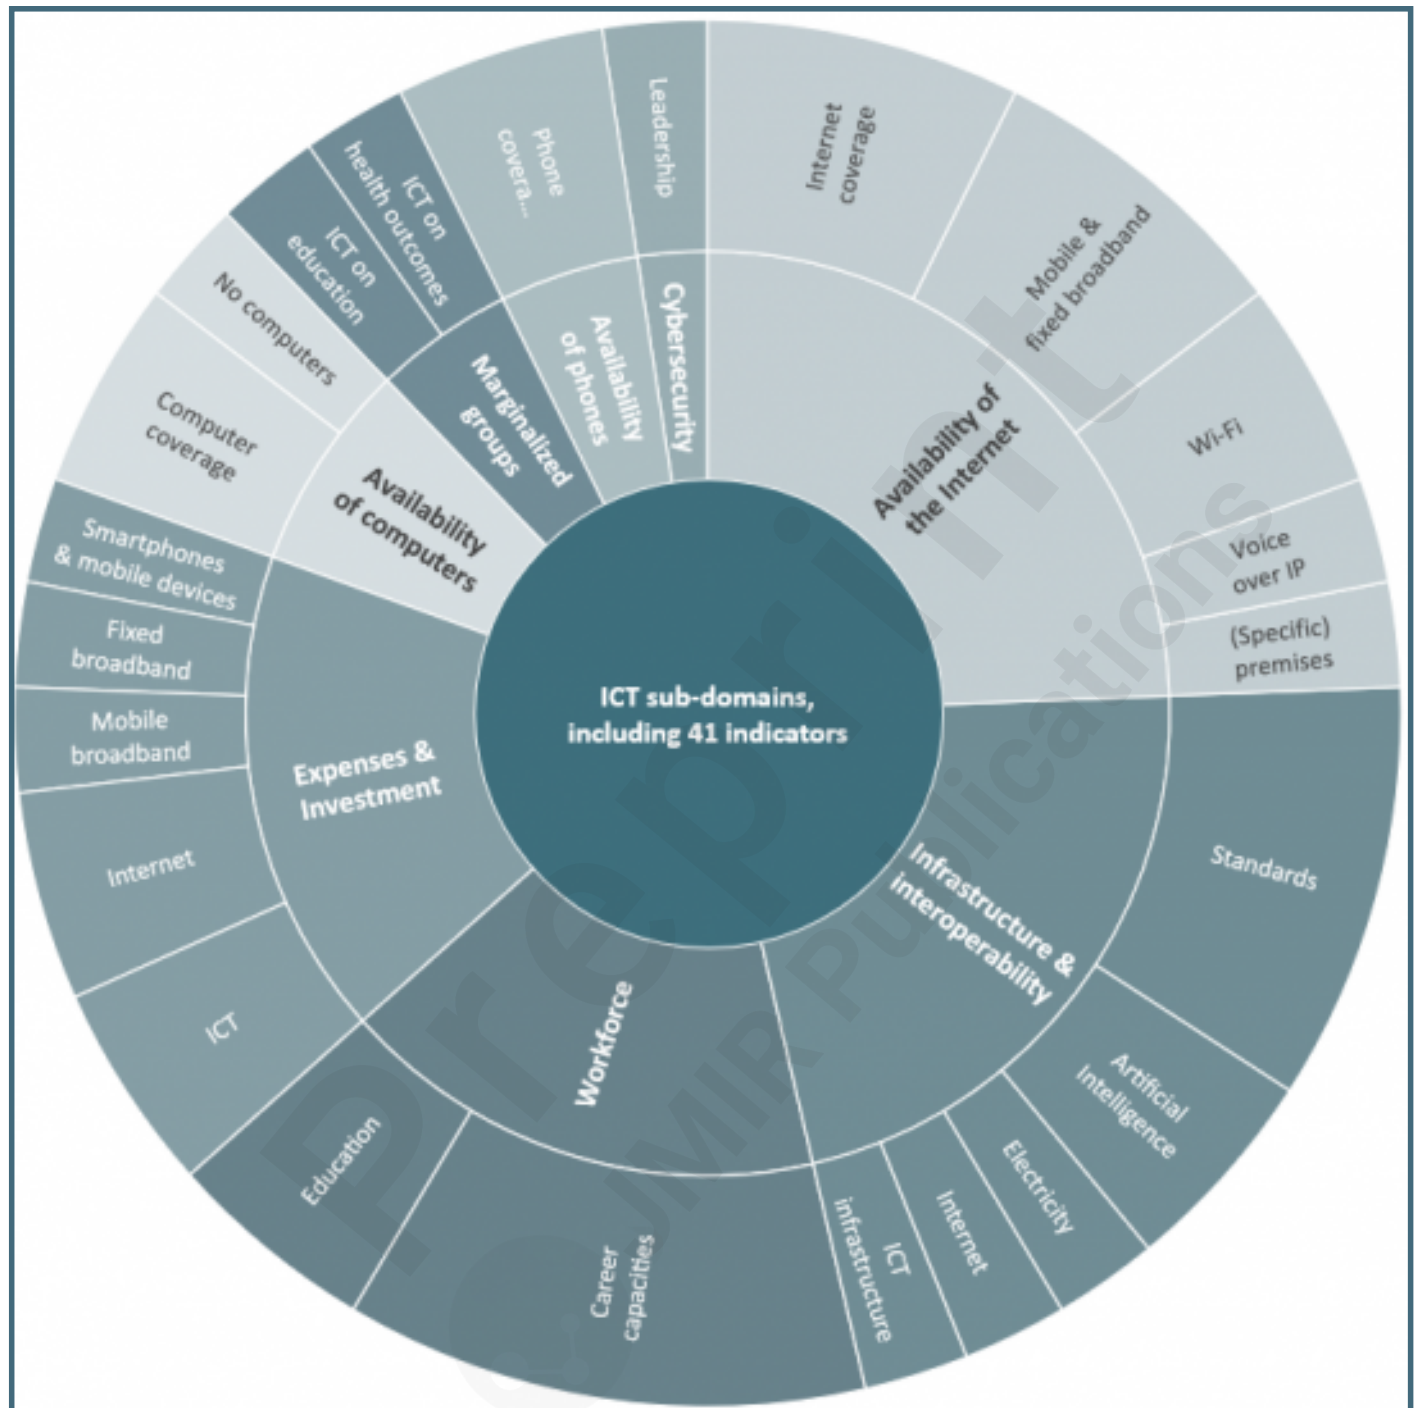 ICT sub-domains,
including 41 indicators
Availability of
the Internet
Internet
coverage
Mobile &
fixed broadband
Wi-Fi
Voice
over IP
(Specific)
premises
Infrastructure &
interoperability
Standards
Artificial
Intelligence
Electricity
Internet
ICT
infrastructure
Workforce
Career
capacities
Education
Expenses &
Investment
ICT
Internet
Mobile
broadband
Fixed
broadband
Smartphones
& mobile devices
Availability
of computers
Computer
coverage
No computers
Marginalized
groups
ICT on
education
ICT on
health outcomes
Availability
of phones
Phone
covera...
Cybersecurity
Leadership
Preprint
JMIR Publications